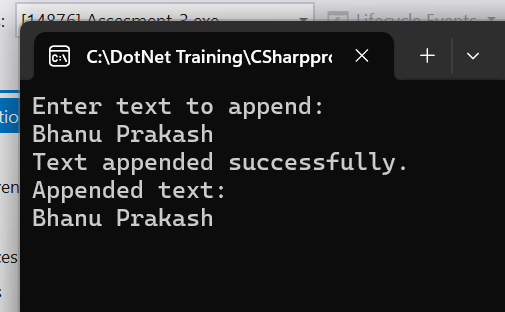 [14876] Assesment-3.exe
Lifecycle Events
C:\DotNet Training\CSharppro
Enter text to append:
Bhanu Prakash
Text appended successfully.
Appended text:
Bhanu Prakash